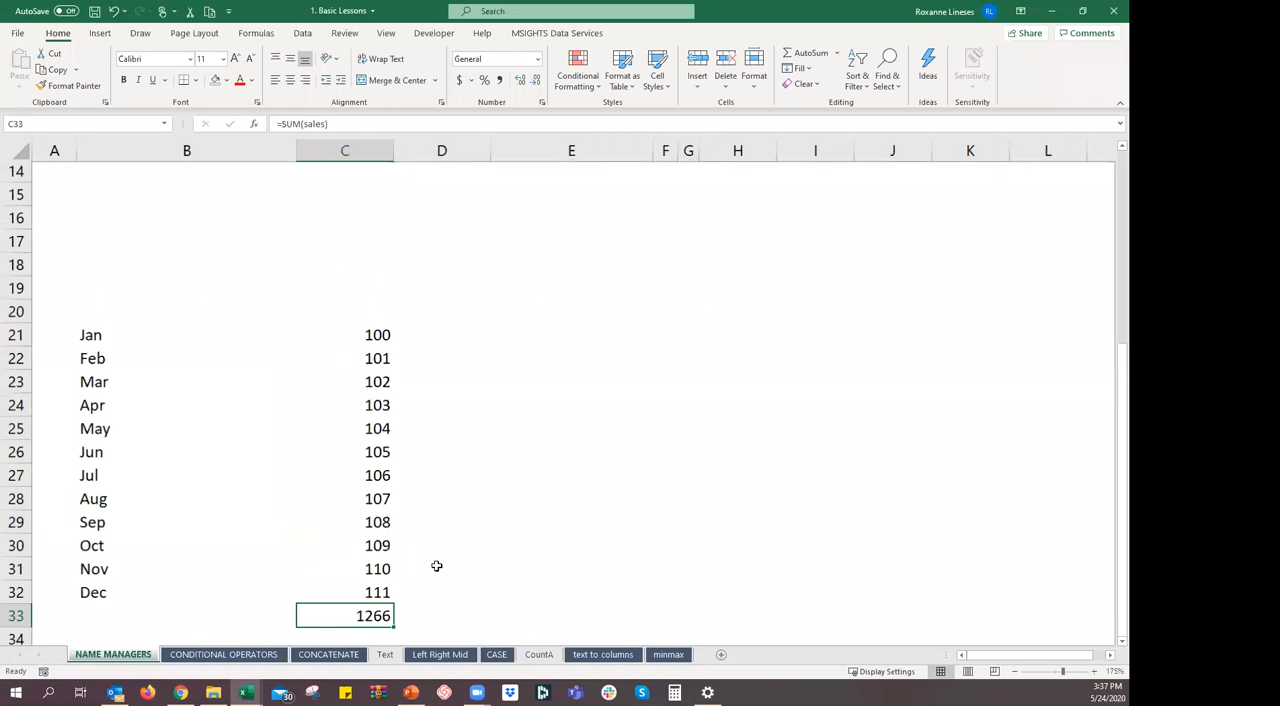 AutoSave Off 1. Basic Lessons Search Roxanne Lineses RL
File Home Insert Draw Page Layout Formulas Data Review View Developer Help MSIGHTS Data Services Share Comments
Paste Cut Copy Format Painter Clipboard
Calibri 11 B I U A A Font
Wrap Text Merge & Center Alignment
General $ % , Number
Conditional Formatting Format as Table Cell Styles Styles
Insert Delete Format Cells
AutoSum Fill Clear Sort & Filter Find & Select Editing
Ideas Ideas
Sensitivity Sensitivity
C33 fx =SUM(sales)
A B C D E F G H I J K L
14
15
16
17
18
19
20
21 Jan 100
22 Feb 101
23 Mar 102
24 Apr 103
25 May 104
26 Jun 105
27 Jul 106
28 Aug 107
29 Sep 108
30 Oct 109
31 Nov 110
32 Dec 111
33 1266
34
NAME MANAGERS CONDITIONAL OPERATORS CONCATENATE Text Left Right Mid CASE CountA text to columns minmax
Ready Display Settings 175%
30 3:37 PM
5/24/2020